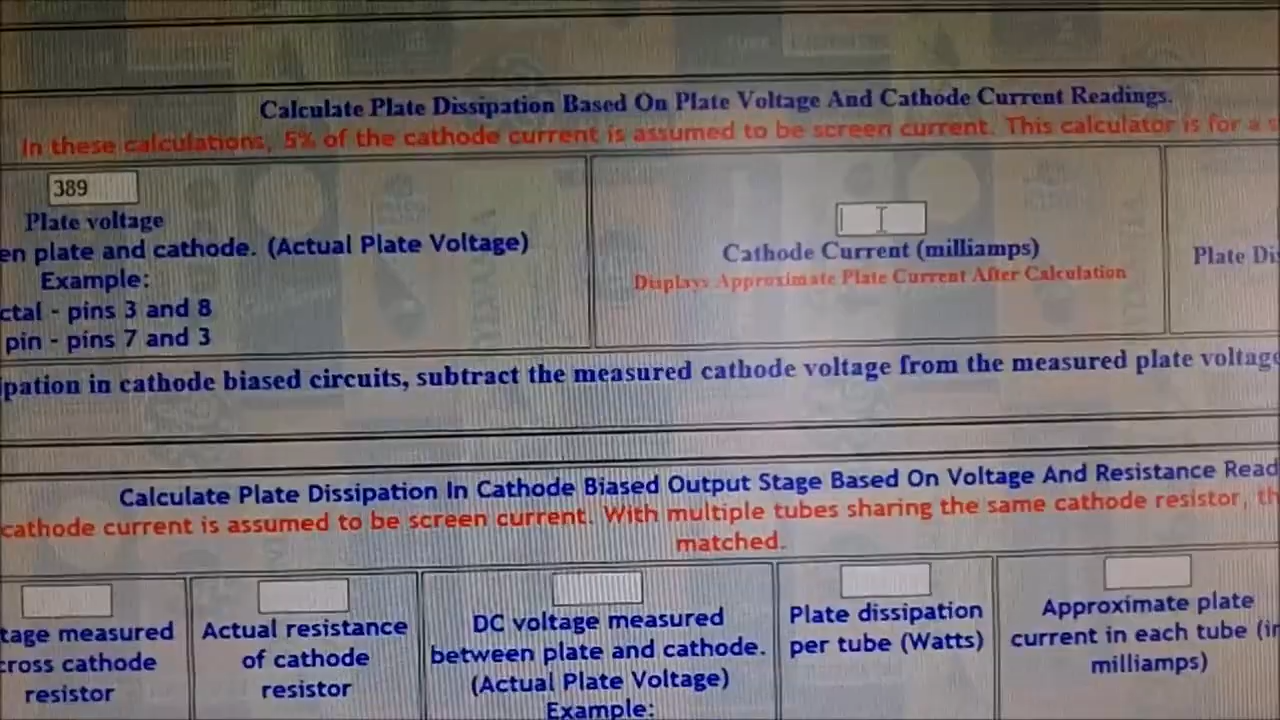 Calculate Plate Dissipation Based On Plate Voltage And Cathode Current Readings.
In these calculations, 5% of the cathode current is assumed to be screen current. This calculator is for a
389
Plate voltage
en plate and cathode. (Actual Plate Voltage)
Example:
ctal - pins 3 and 8
pin - pins 7 and 3
Cathode Current (milliamps)
Displays Approximate Plate Current After Calculation
Plate Di
pation in cathode biased circuits, subtract the measured cathode voltage from the measured plate voltage
Calculate Plate Dissipation In Cathode Biased Output Stage Based On Voltage And Resistance Read
cathode current is assumed to be screen current. With multiple tubes sharing the same cathode resistor, th
matched.
tage measured
cross cathode
resistor
Actual resistance
of cathode
resistor
DC voltage measured
between plate and cathode.
(Actual Plate Voltage)
Example:
Plate dissipation
per tube (Watts)
Approximate plate
current in each tube (in
milliamps)